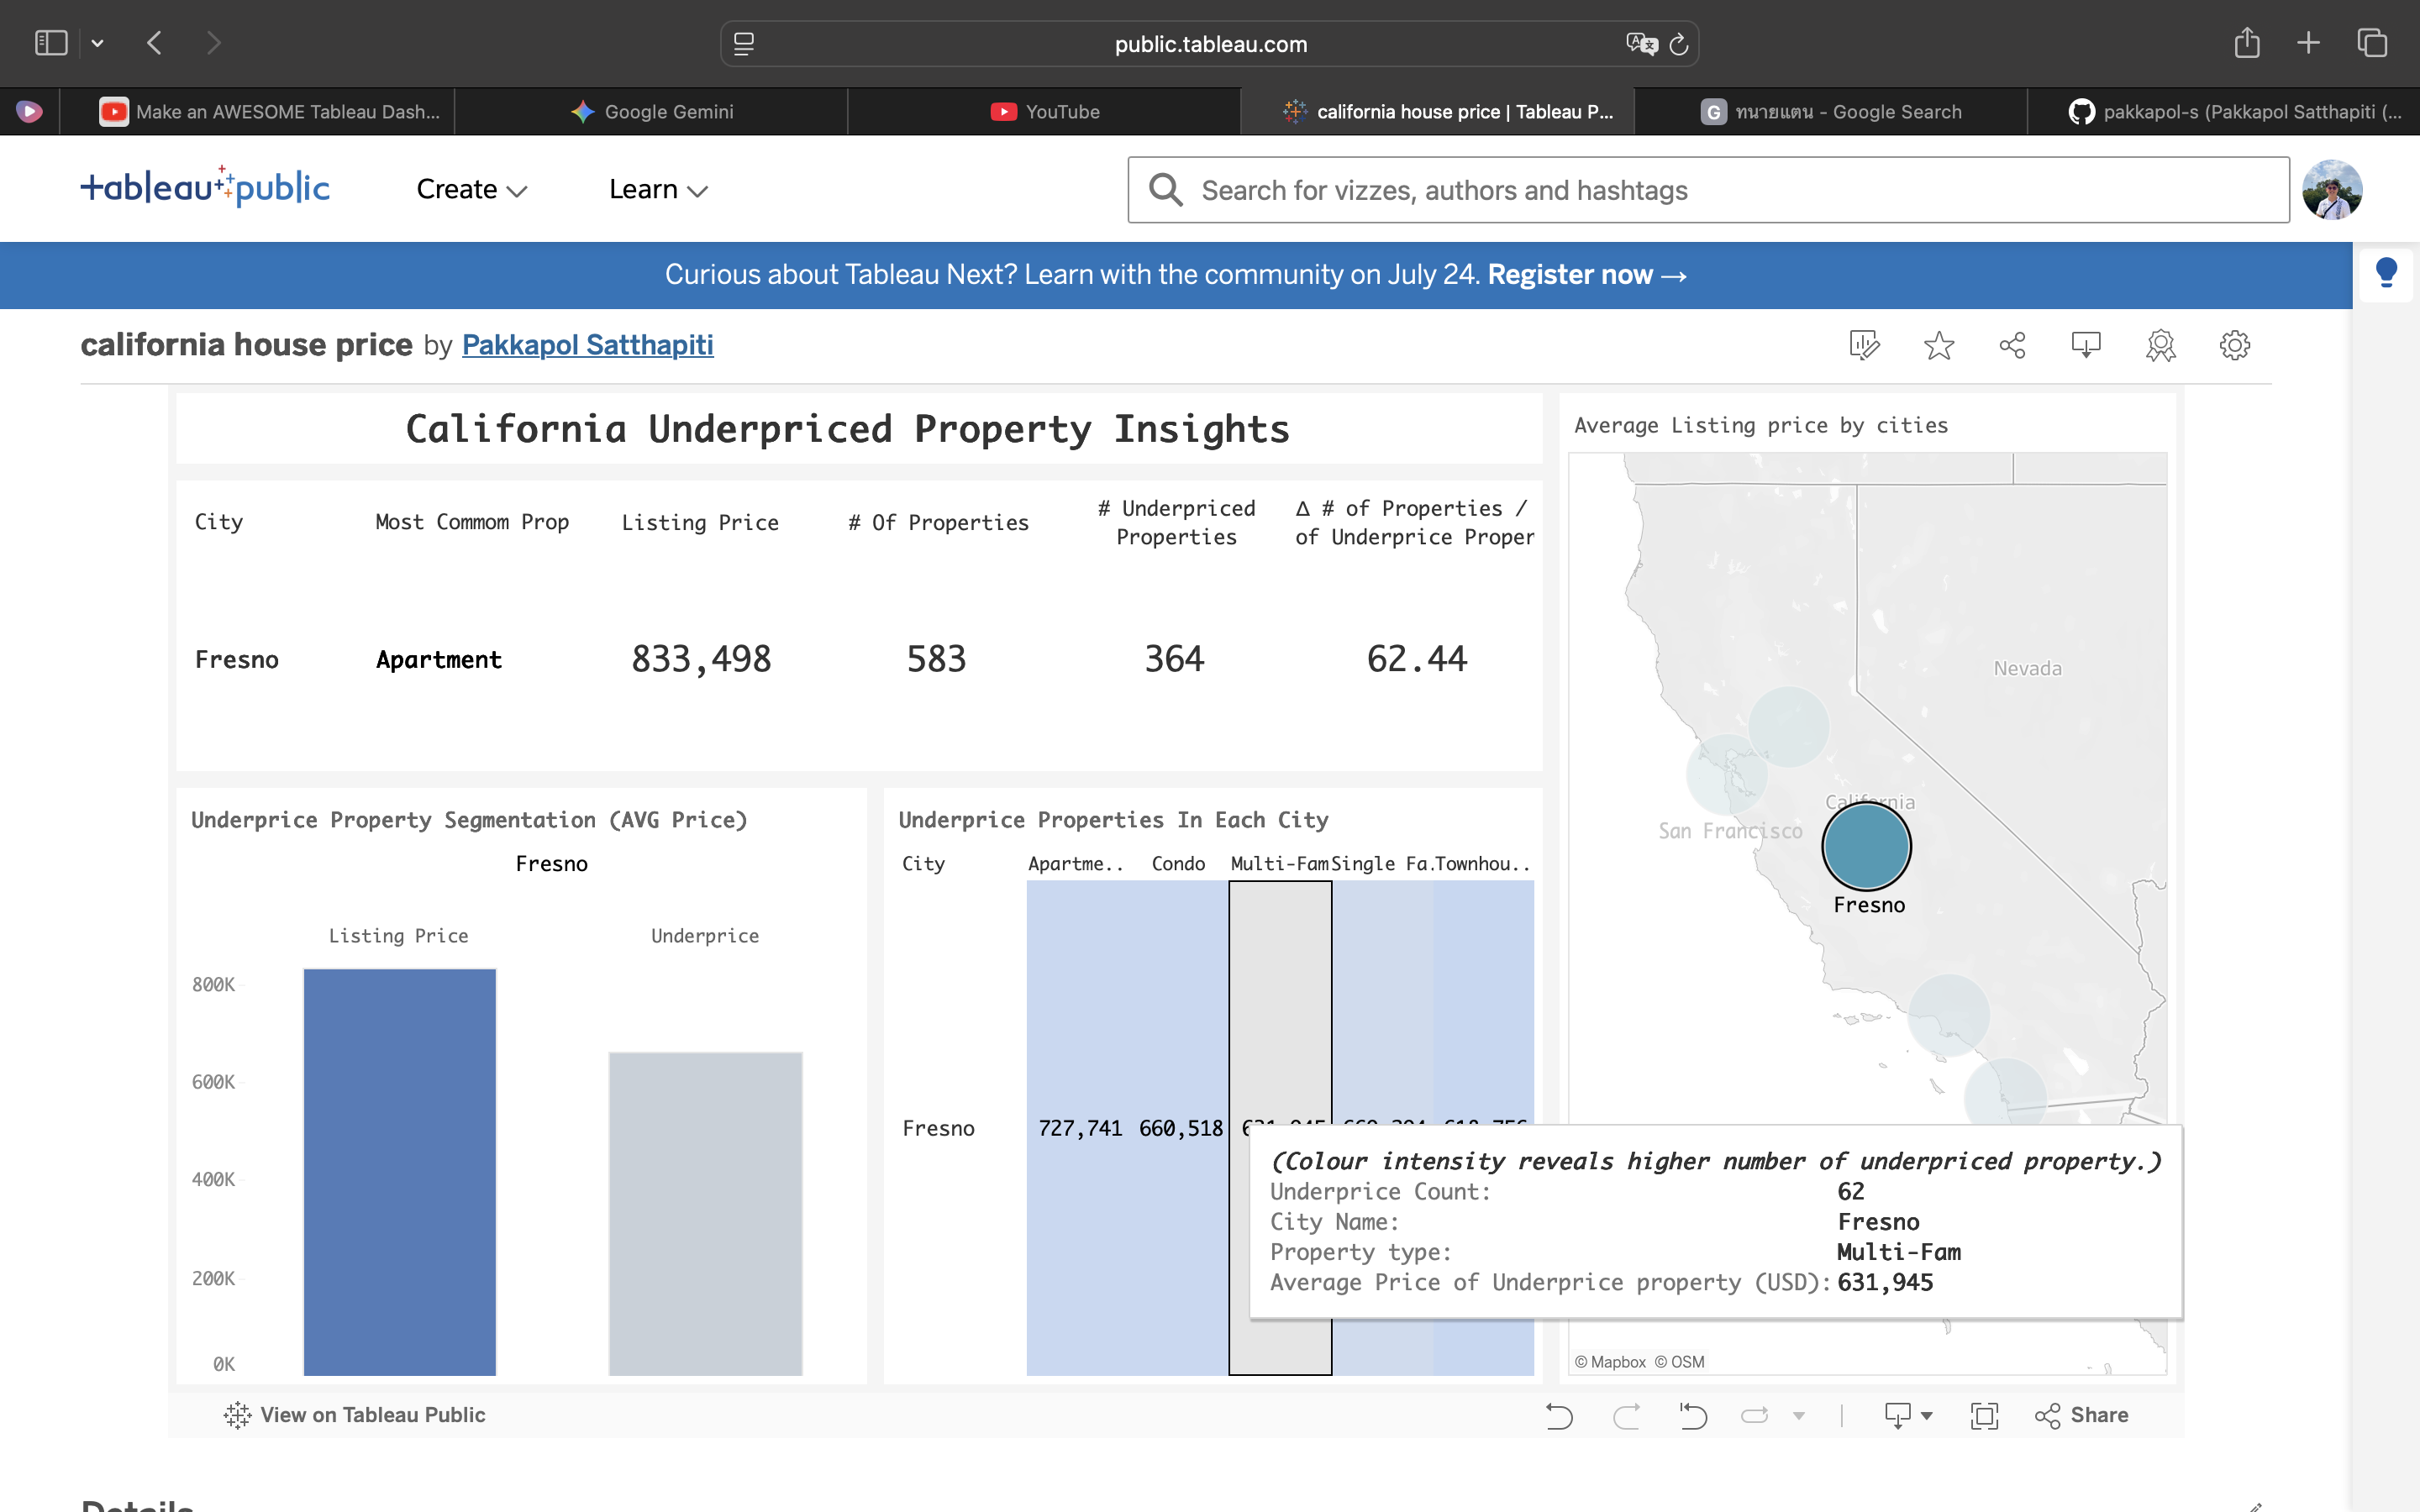 public.tableau.com
Make an AWESOME Tableau Dash...
Google Gemini
YouTube
california house price | Tableau P...
G ทนายแตน - Google Search
pakkapol-s (Pakkapol Satthapiti (...
tableau public
Create
Learn
Search for vizzes, authors and hashtags
Curious about Tableau Next? Learn with the community on July 24. Register now →
california house price by Pakkapol Satthapiti
California Underpriced Property Insights
City
Most Commom Prop
Listing Price
# Of Properties
# Underpriced
Properties
Δ # of Properties /
of Underprice Proper
Fresno
Apartment
833,498
583
364
62.44
Underprice Property Segmentation (AVG Price)
Fresno
Listing Price
Underprice
800K
600K
400K
200K
0K
Underprice Properties In Each City
City
Apartme..
Condo
Multi-Fam
Single Fa.
Townhou..
Fresno
727,741
660,518
(Colour intensity reveals higher number of underpriced property.)
Underprice Count: 62
City Name: Fresno
Property type: Multi-Fam
Average Price of Underprice property (USD): 631,945
Average Listing price by cities
Nevada
California
San Francisco
Fresno
© Mapbox © OSM
View on Tableau Public
Share